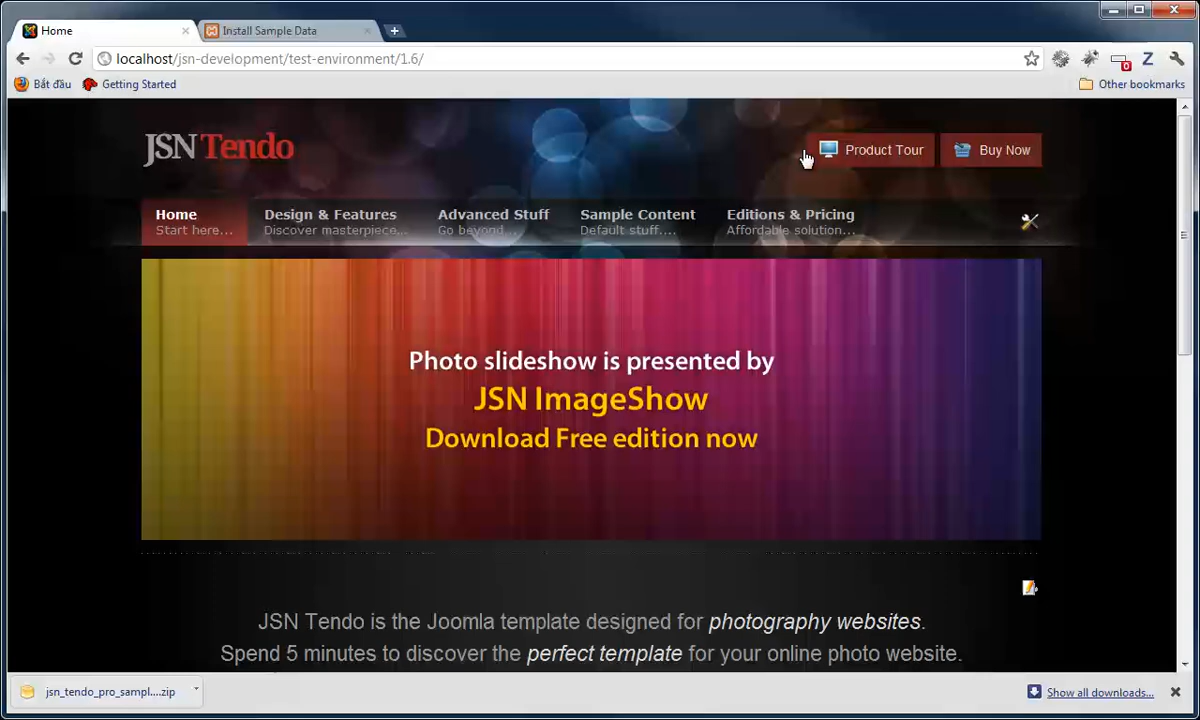 Home
Install Sample Data
localhost/jsn-development/test-environment/1.6/
Bắt đầu
Getting Started
Other bookmarks
0
Z
JSN Tendo
Product Tour
Buy Now
Home
Start here...
Design & Features
Discover masterpiece...
Advanced Stuff
Go beyond...
Sample Content
Default stuff....
Editions & Pricing
Affordable solution...
Photo slideshow is presented by
JSN ImageShow
Download Free edition now
JSN Tendo is the Joomla template designed for photography websites.
Spend 5 minutes to discover the perfect template for your online photo website.
jsn_tendo_pro_sampl....zip
Show all downloads...